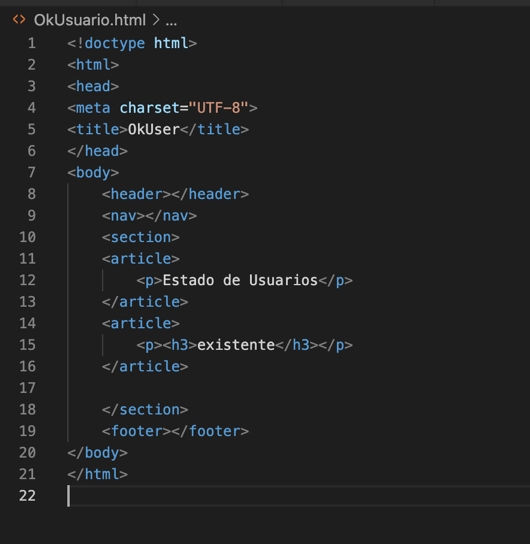 <> OkUsuario.html > ...
1 <!doctype html>
2 <html>
3 <head>
4 <meta charset="UTF-8">
5 <title>OkUser</title>
6 </head>
7 <body>
8     <header></header>
9     <nav></nav>
10     <section>
11     <article>
12         <p>Estado de Usuarios</p>
13     </article>
14     <article>
15         <p><h3>existente</h3></p>
16     </article>
17
18     </section>
19     <footer></footer>
20 </body>
21 </html>
22